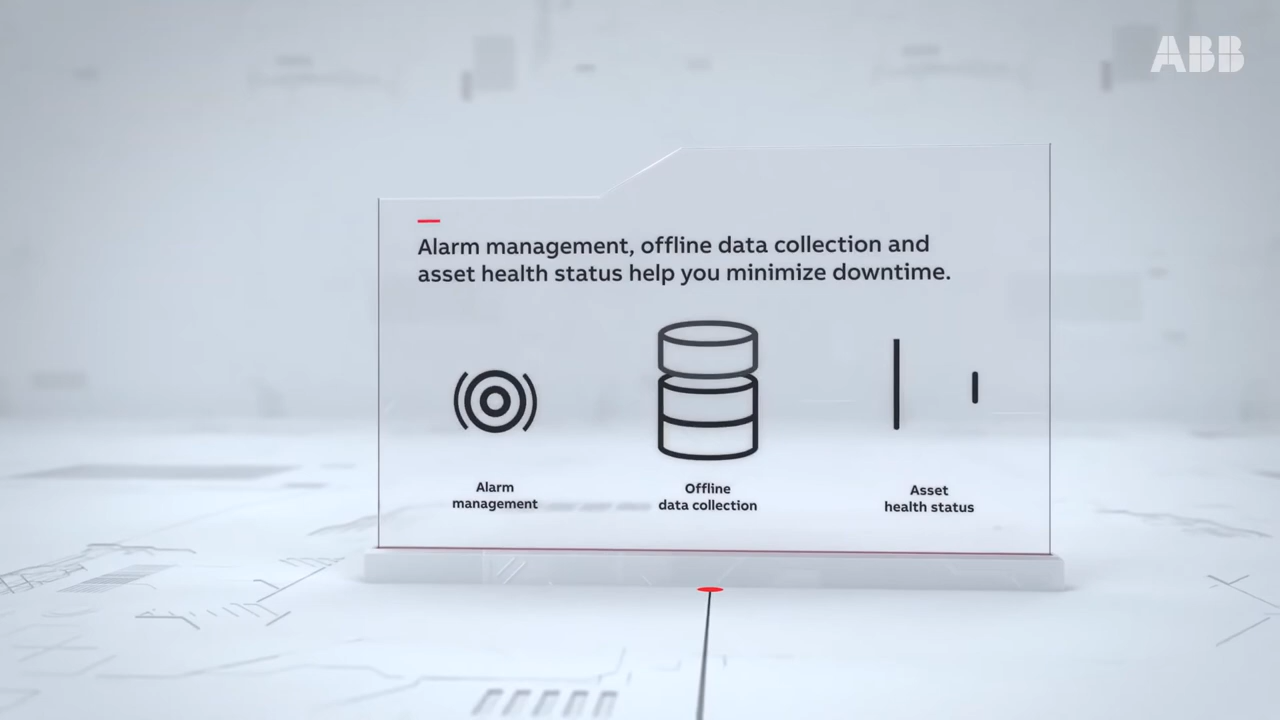 ABB
Alarm management, offline data collection and
asset health status help you minimize downtime.
Alarm
management
Offline
data collection
Asset
health status